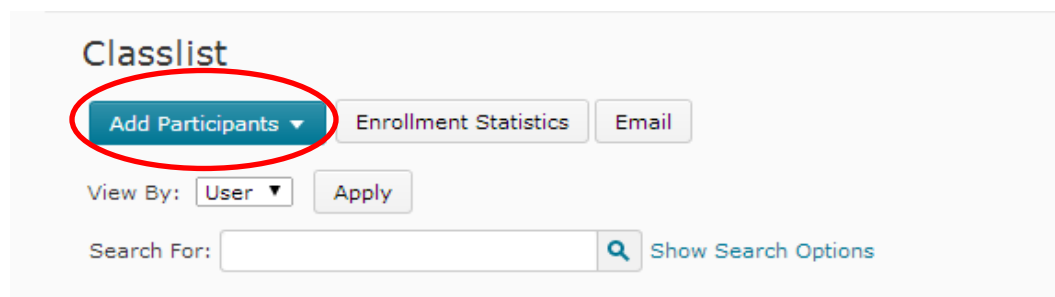 Classlist
Add Participants ▼ Enrollment Statistics Email
View By: User ▼ Apply
Search For: Show Search Options